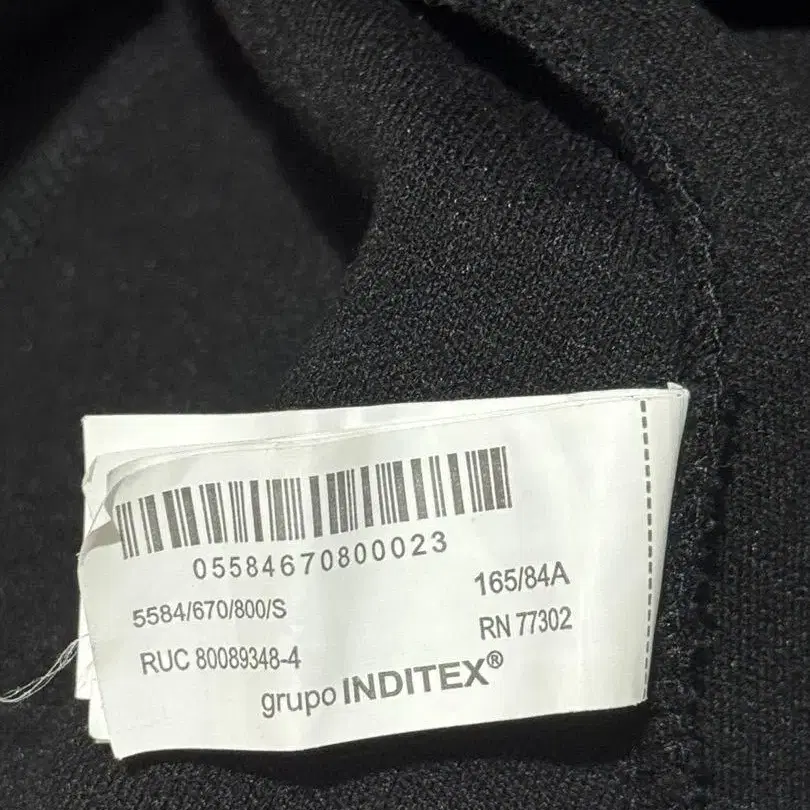 05584670800023
5584/670/800/S
165/84A
RUC 80089348-4
RN 77302
grupo INDITEX®